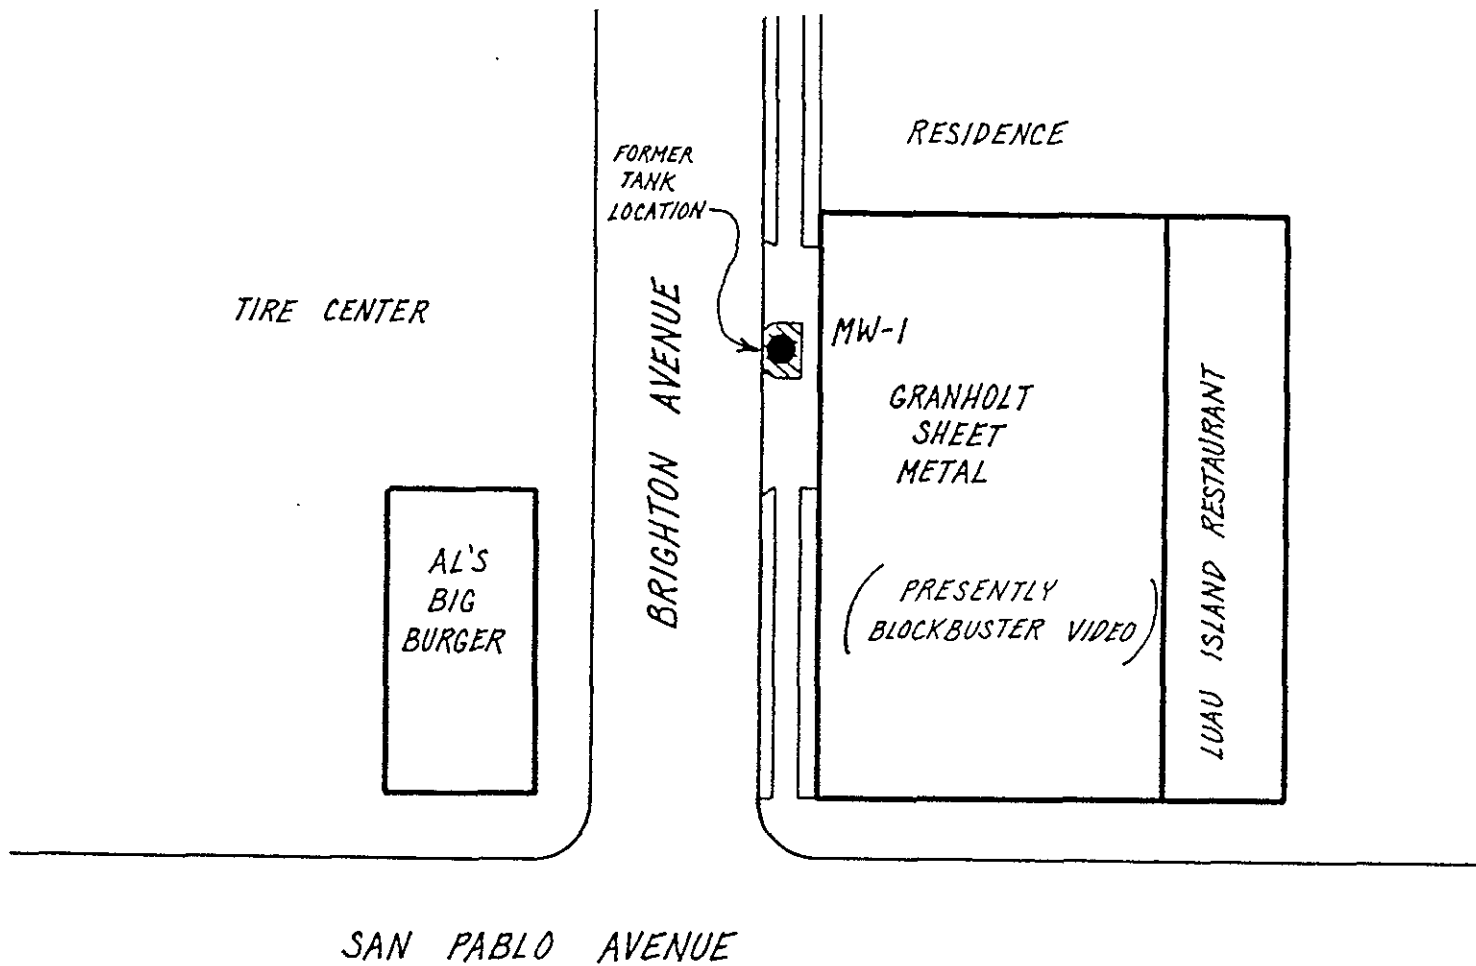 RESIDENCE
FORMER
TANK
LOCATION
TIRE CENTER
BRIGHTON AVENUE
MW-1
GRANHOLT
SHEET
METAL
(PRESENTLY
BLOCKBUSTER VIDEO)
LUAU ISLAND RESTAURANT
AL'S
BIG
BURGER
SAN PABLO AVENUE